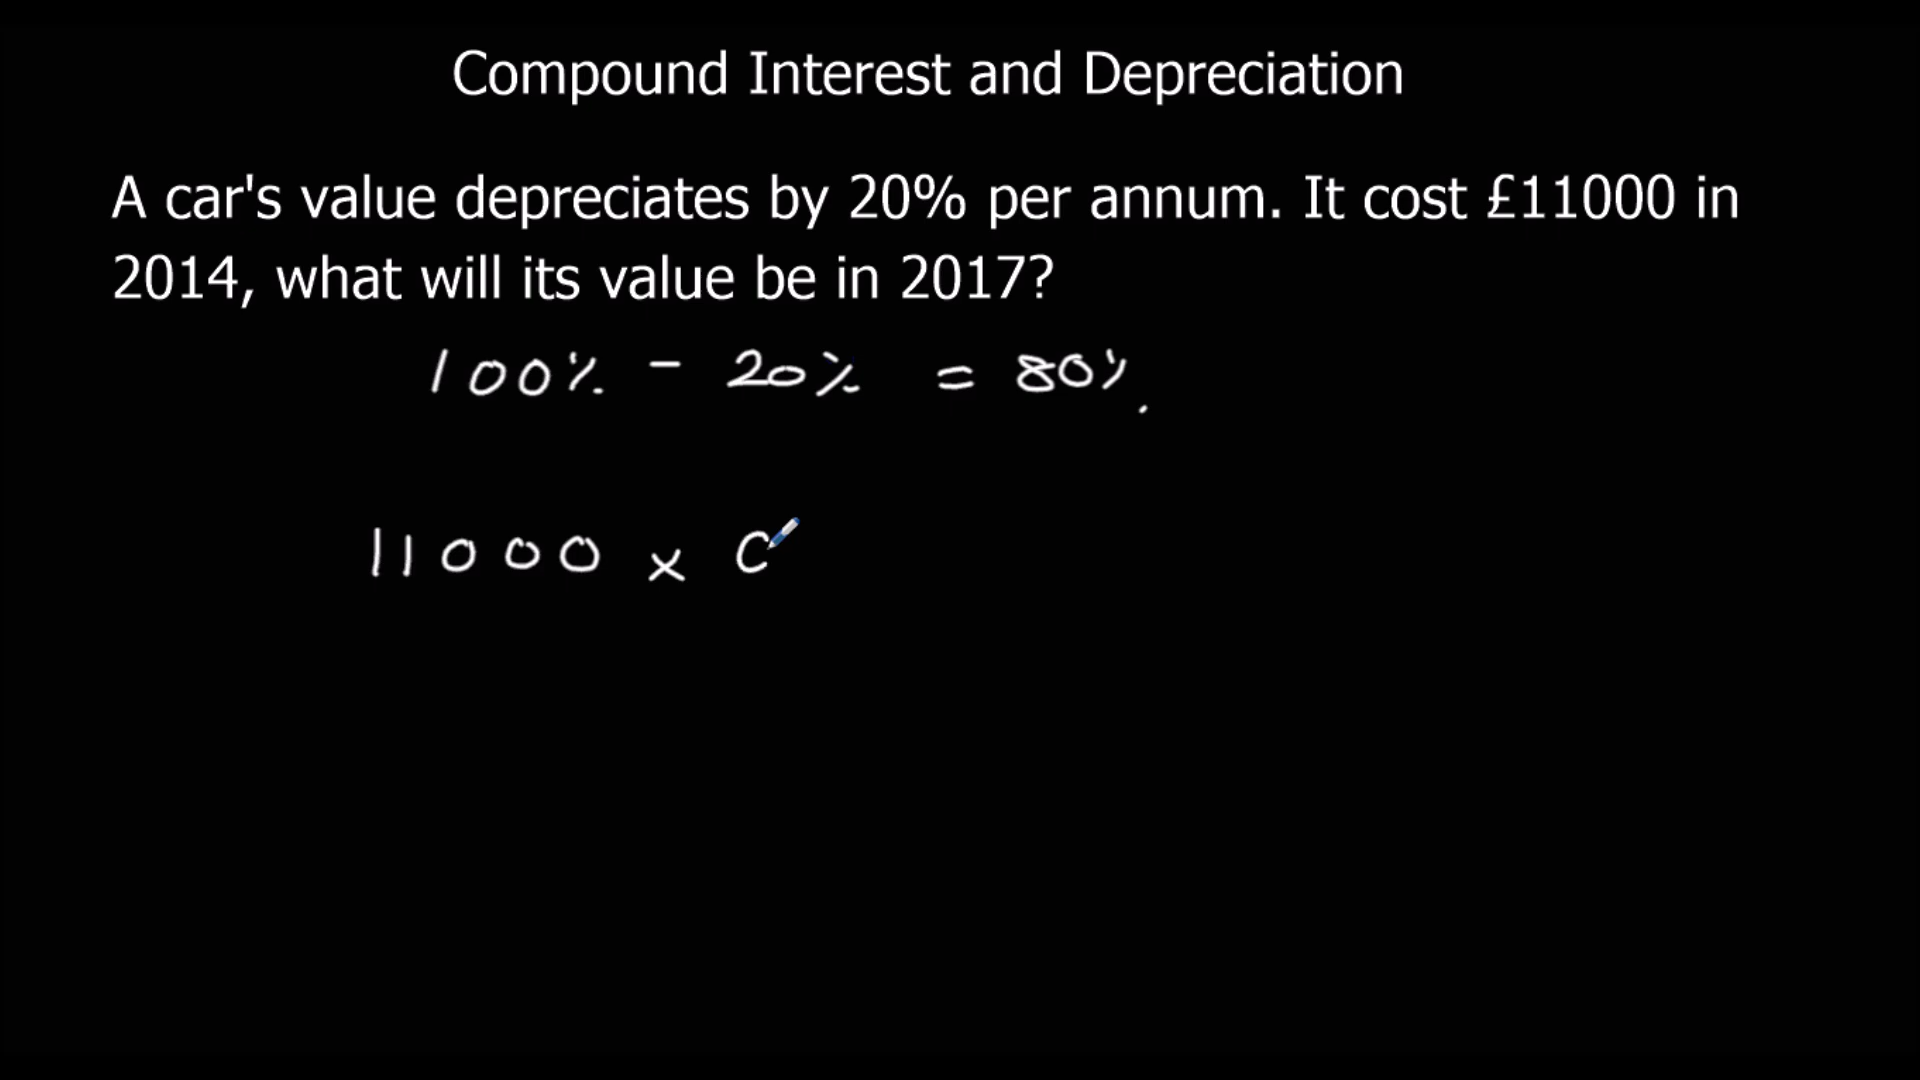 Compound Interest and Depreciation
A car's value depreciates by 20% per annum. It cost £11000 in
2014, what will its value be in 2017?
100% - 20% = 80%
11000 x 0